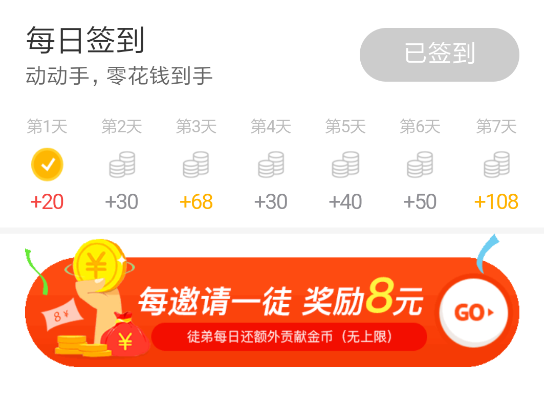 每日签到
已签到
动动手，零花钱到手
第1天 第2天 第3天 第4天 第5天 第6天 第7天
+20 +30 +68 +30 +40 +50 +108
每邀请一徒 奖励8元
GO
8￥
￥
￥
徒弟每日还额外贡献金币（无上限）